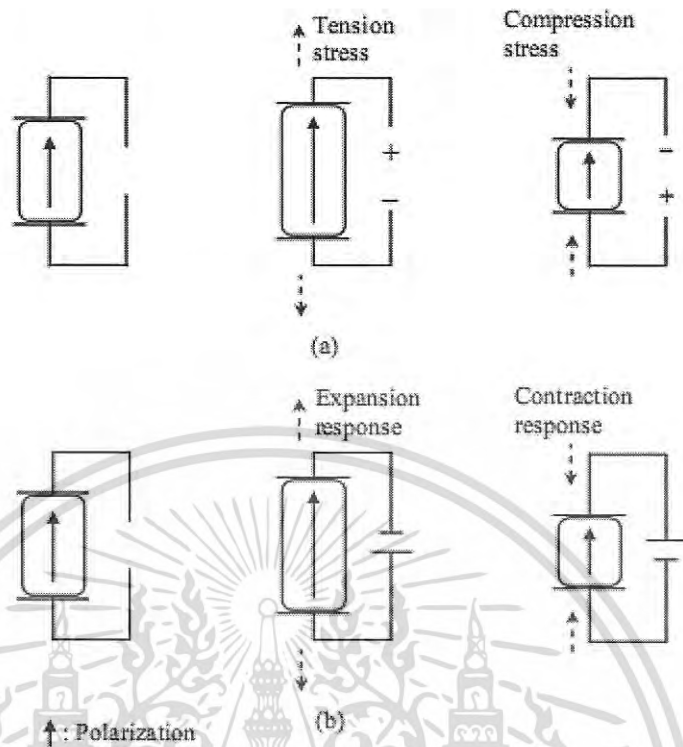 Tension
stress
Compression
stress
+
−
−
+
(a)
Expansion
response
Contraction
response
(b)
: Polarization